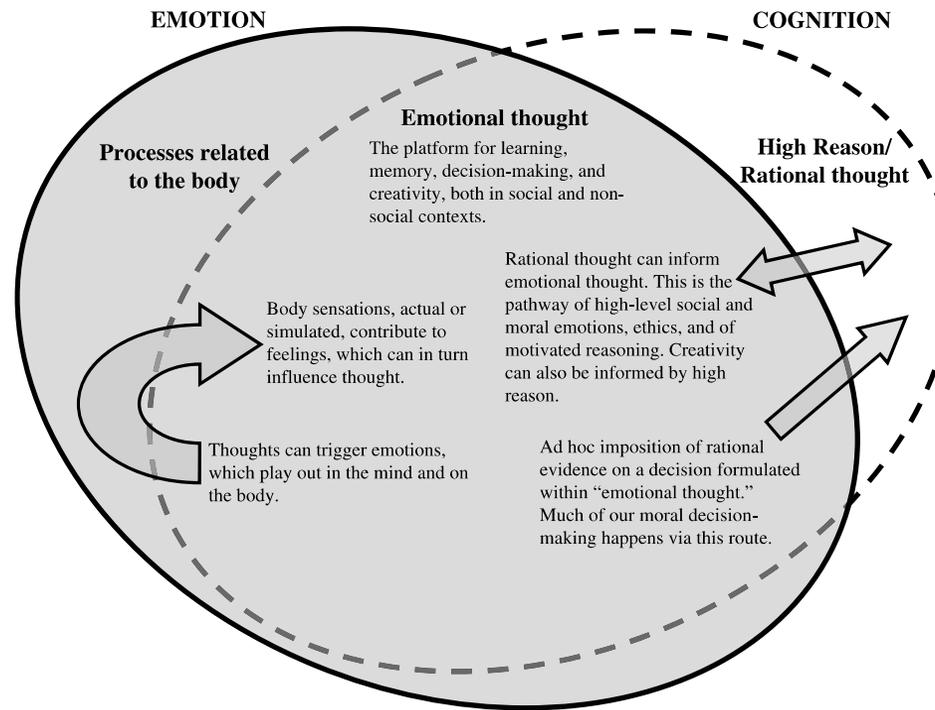 EMOTION
COGNITION
Emotional thought
The platform for learning,
memory, decision-making, and
creativity, both in social and non-
social contexts.
Processes related
to the body
High Reason/
Rational thought
Rational thought can inform
emotional thought. This is the
pathway of high-level social and
moral emotions, ethics, and of
motivated reasoning. Creativity
can also be informed by high
reason.
Body sensations, actual or
simulated, contribute to
feelings, which can in turn
influence thought.
Thoughts can trigger emotions,
which play out in the mind and on
the body.
Ad hoc imposition of rational
evidence on a decision formulated
within “emotional thought.”
Much of our moral decision-
making happens via this route.